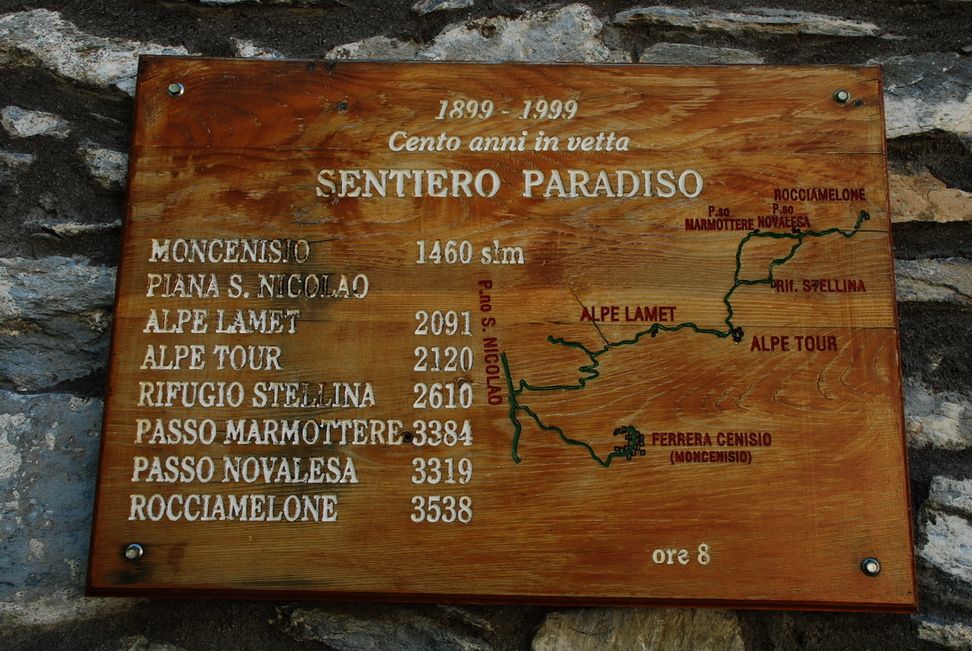 1899 - 1999
Cento anni in vetta
SENTIERO PARADISO
MONCENISIO 1460 slm
PIANA S. NICOLAO
ALPE LAMET 2091
ALPE TOUR 2120
RIFUGIO STELLINA 2610
PASSO MARMOTTERE 3384
PASSO NOVALESA 3319
ROCCIAMELONE 3538
ROCCIAMELONE
P.so MARMOTTERE
P.so NOVALESA
Rif. STELLINA
ALPE LAMET
ALPE TOUR
P.no S. NICOLAO
FERRERA CENISIO
(MONCENISIO)
ore 8